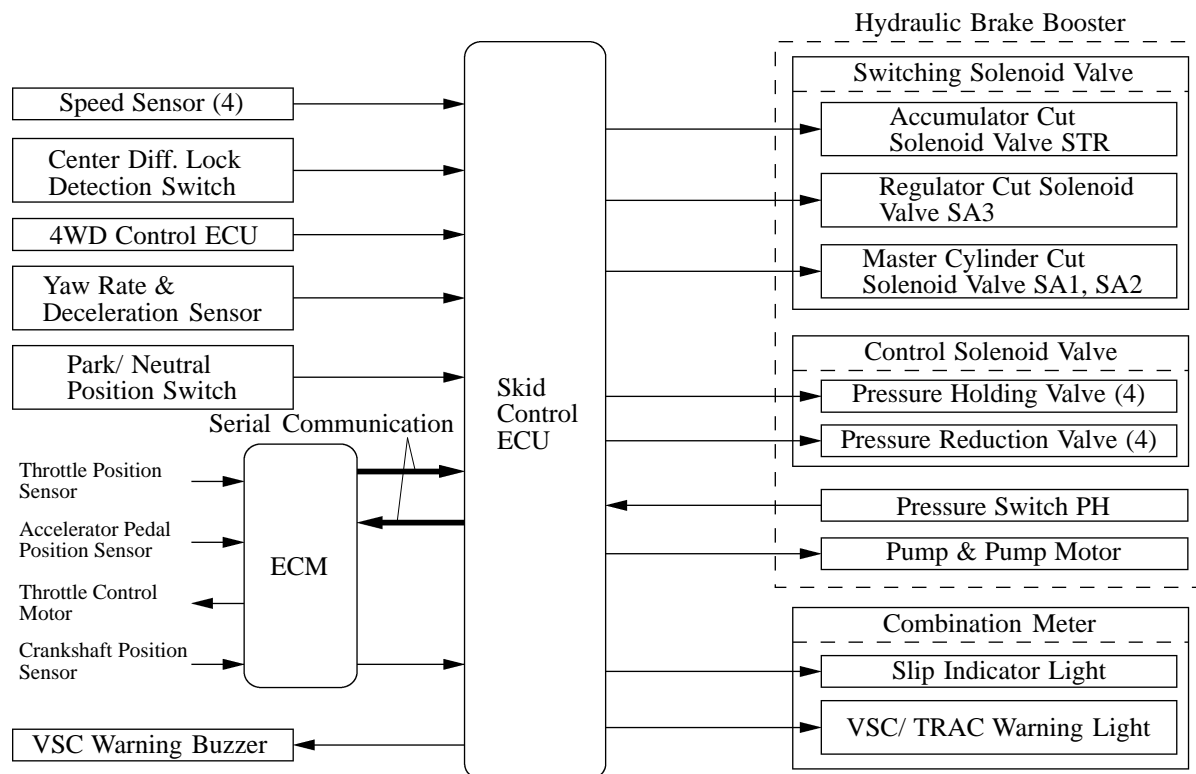 Speed Sensor (4)
Center Diff. Lock
Detection Switch
4WD Control ECU
Yaw Rate &
Deceleration Sensor
Park/ Neutral
Position Switch
Serial Communication
Throttle Position
Sensor
Accelerator Pedal
Position Sensor
Throttle Control
Motor
Crankshaft Position
Sensor
ECM
VSC Warning Buzzer
Skid
Control
ECU
Hydraulic Brake Booster
Switching Solenoid Valve
Accumulator Cut
Solenoid Valve STR
Regulator Cut Solenoid
Valve SA3
Master Cylinder Cut
Solenoid Valve SA1, SA2
Control Solenoid Valve
Pressure Holding Valve (4)
Pressure Reduction Valve (4)
Pressure Switch PH
Pump & Pump Motor
Combination Meter
Slip Indicator Light
VSC/ TRAC Warning Light